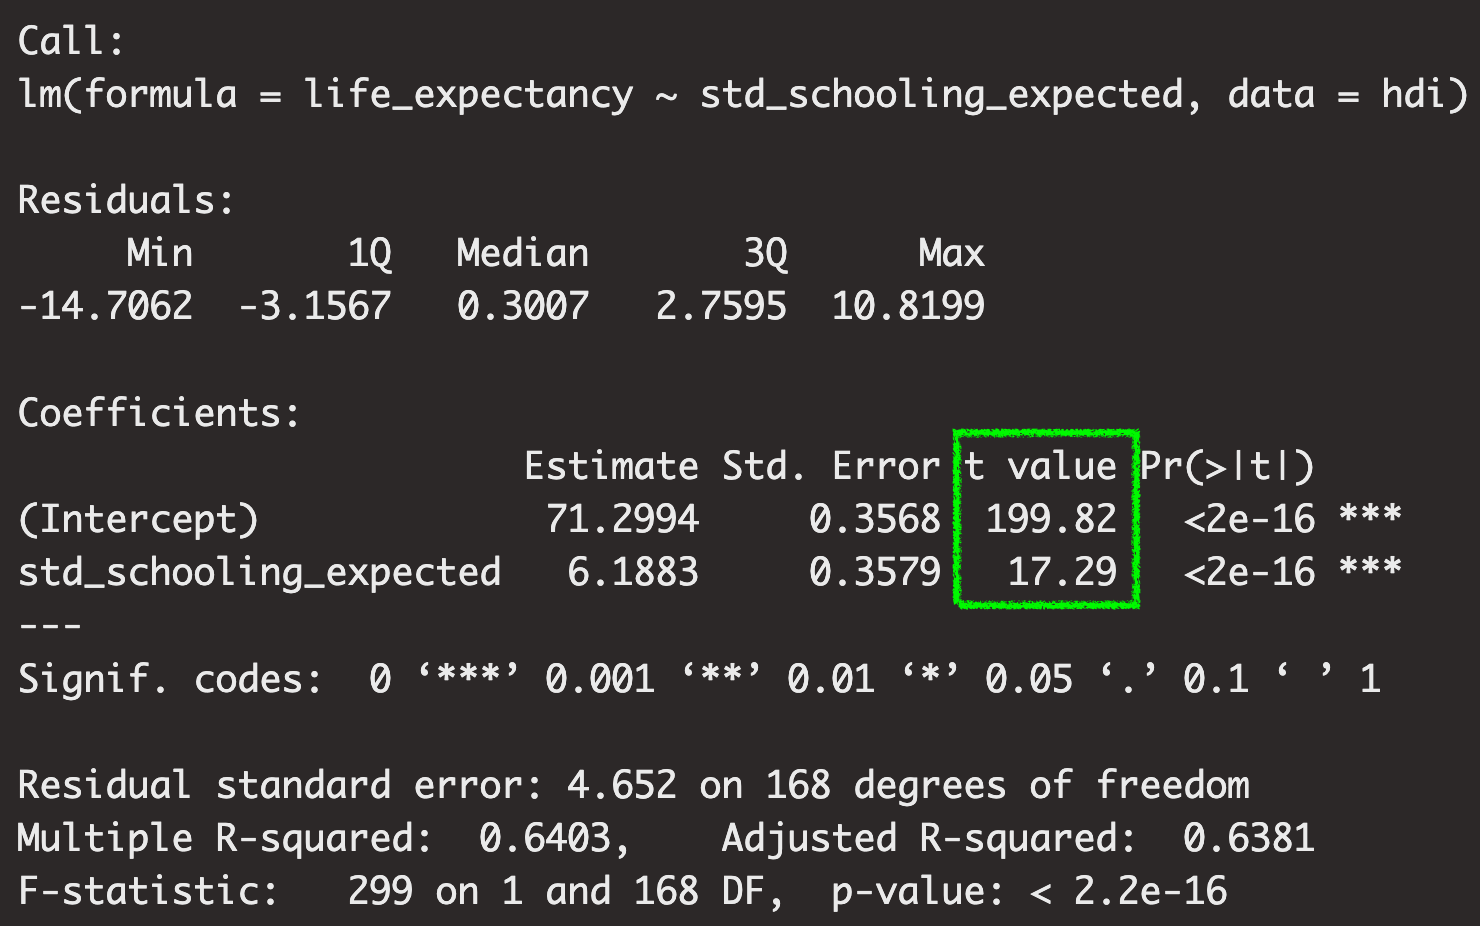 Call:
lm(formula = life_expectancy ~ std_schooling_expected, data = hdi)
Residuals:
Min 1Q Median 3Q Max
-14.7062 -3.1567 0.3007 2.7595 10.8199
Coefficients:
Estimate Std. Error t value Pr(>|t|)
(Intercept) 71.2994 0.3568 199.82 <2e-16 ***
std_schooling_expected 6.1883 0.3579 17.29 <2e-16 ***
---
Signif. codes: 0 ‘***’ 0.001 ‘**’ 0.01 ‘*’ 0.05 ‘.’ 0.1 ‘ ’ 1
Residual standard error: 4.652 on 168 degrees of freedom
Multiple R-squared: 0.6403, Adjusted R-squared: 0.6381
F-statistic: 299 on 1 and 168 DF, p-value: < 2.2e-16